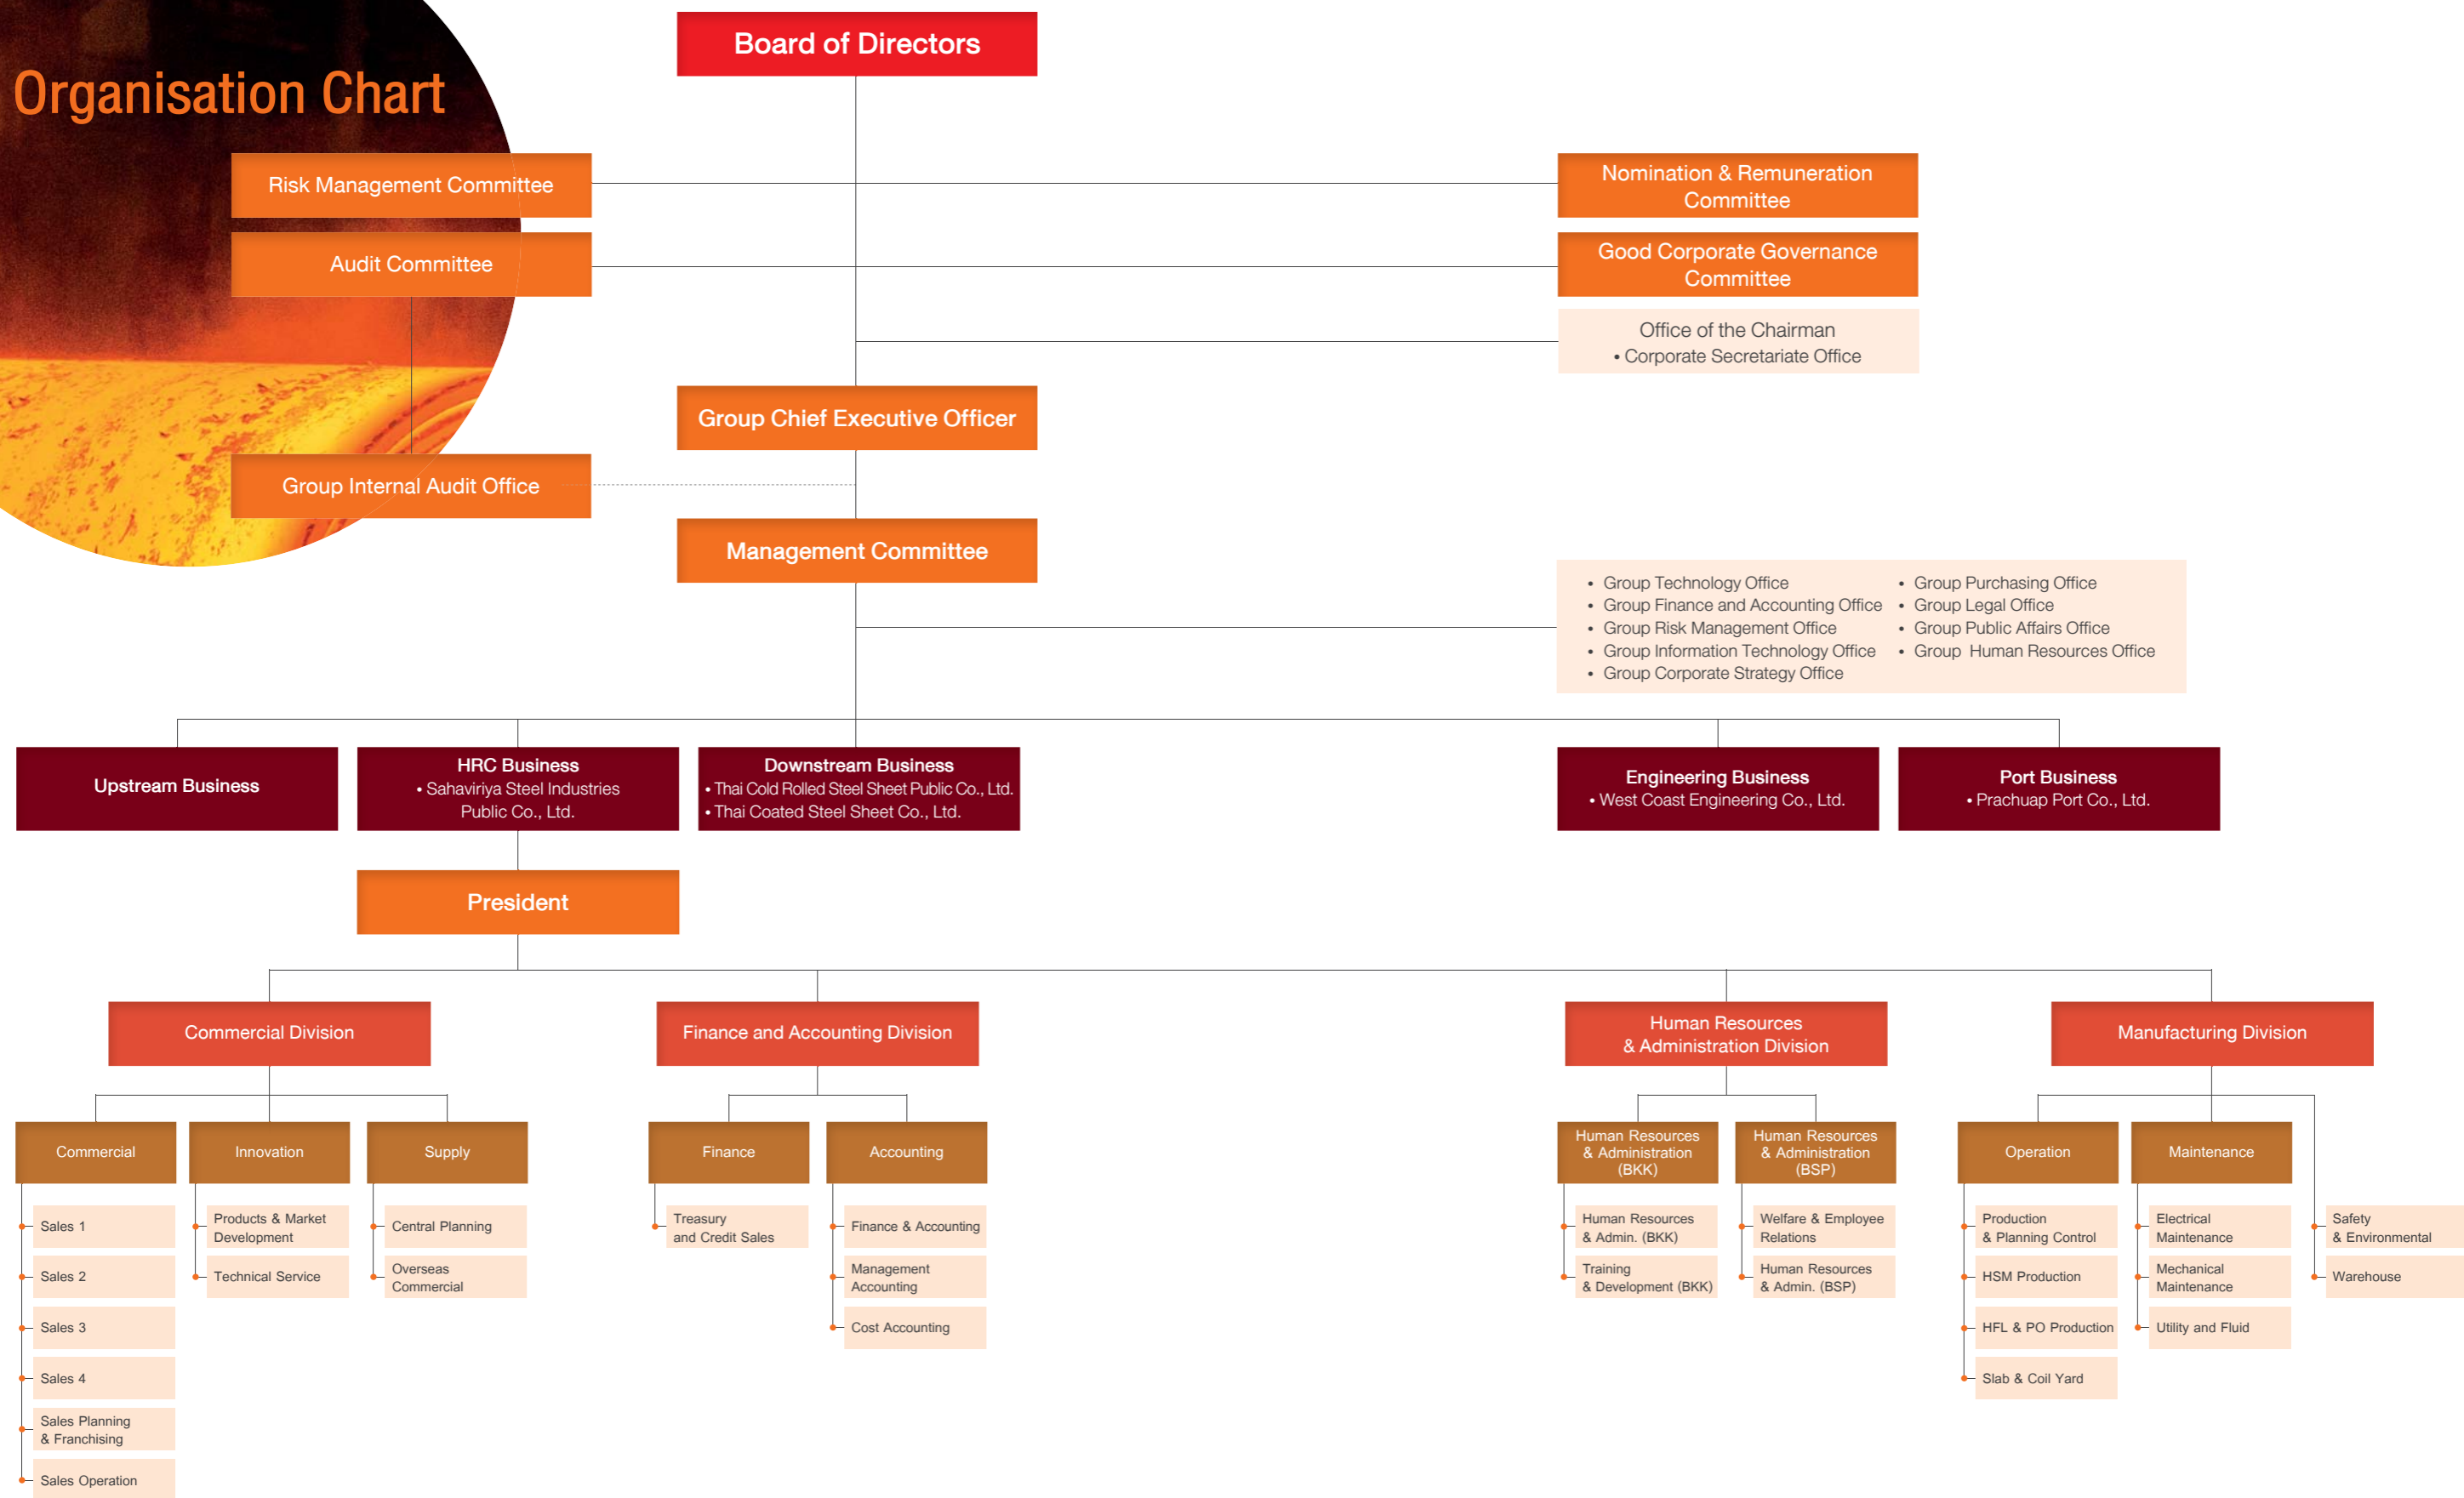 Organisation Chart
Board of Directors
Risk Management Committee
Nomination & Remuneration
Committee
Audit Committee
Good Corporate Governance
Committee
Office of the Chairman
• Corporate Secretariate Office
Group Chief Executive Officer
Group Internal Audit Office
Management Committee
• Group Technology Office
• Group Finance and Accounting Office
• Group Risk Management Office
• Group Information Technology Office
• Group Corporate Strategy Office
• Group Purchasing Office
• Group Legal Office
• Group Public Affairs Office
• Group Human Resources Office
Upstream Business
HRC Business
• Sahaviriya Steel Industries
Public Co., Ltd.
Downstream Business
• Thai Cold Rolled Steel Sheet Public Co., Ltd.
• Thai Coated Steel Sheet Co., Ltd.
Engineering Business
• West Coast Engineering Co., Ltd.
Port Business
• Prachuap Port Co., Ltd.
President
Commercial Division
Finance and Accounting Division
Human Resources
& Administration Division
Manufacturing Division
Commercial
Sales 1
Sales 2
Sales 3
Sales 4
Sales Planning
& Franchising
Sales Operation
Innovation
Products & Market
Development
Technical Service
Supply
Central Planning
Overseas
Commercial
Finance
Treasury
and Credit Sales
Accounting
Finance & Accounting
Management
Accounting
Cost Accounting
Human Resources
& Administration
(BKK)
Human Resources
& Admin. (BKK)
Training
& Development (BKK)
Human Resources
& Administration
(BSP)
Welfare & Employee
Relations
Human Resources
& Admin. (BSP)
Operation
Production
& Planning Control
HSM Production
HFL & PO Production
Slab & Coil Yard
Maintenance
Electrical
Maintenance
Mechanical
Maintenance
Utility and Fluid
Safety
& Environmental
Warehouse